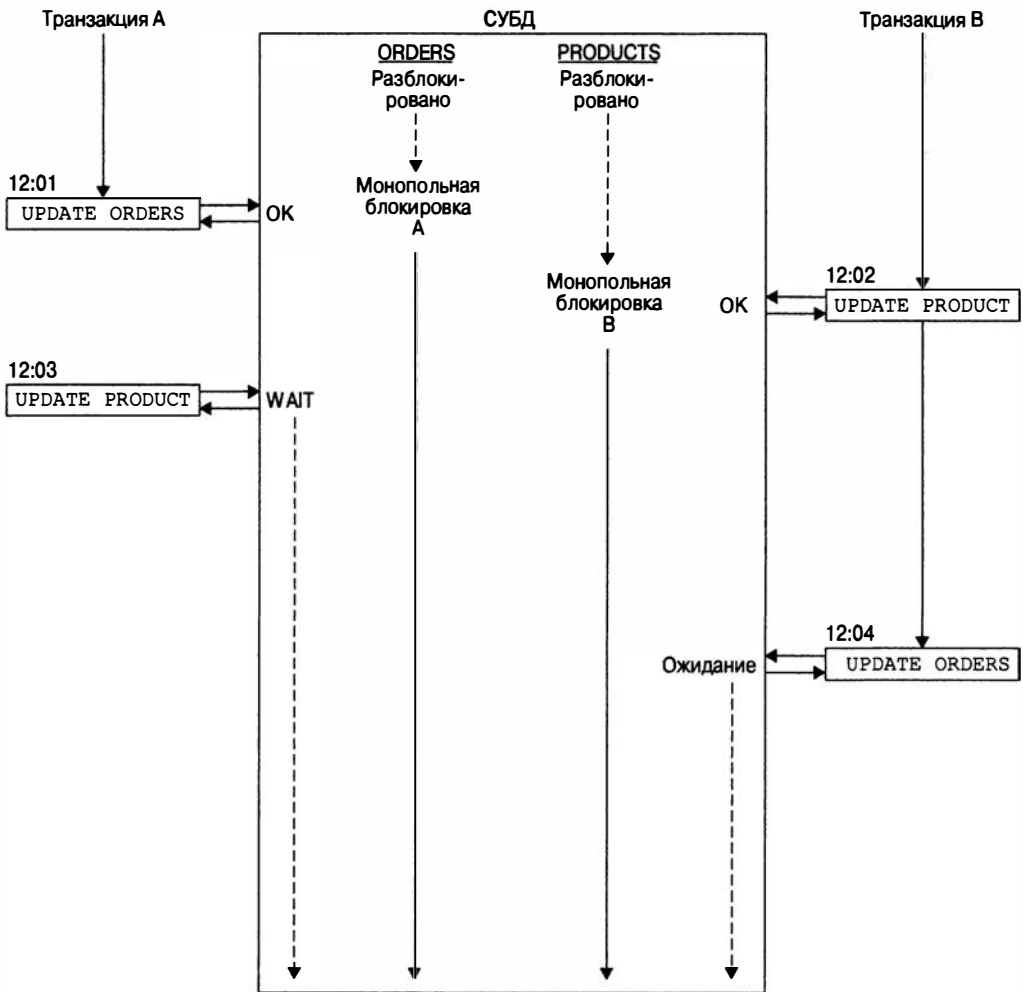 Транзакция А
СУБД
Транзакция В
ORDERS
PRODUCTS
Разблоки-
ровано
Разблоки-
ровано
12:01
UPDATE ORDERS
OK
Монопольная
блокировка
А
Монопольная
блокировка
В
12:02
OK
UPDATE PRODUCT
12:03
UPDATE PRODUCT
WAIT
12:04
Ожидание
UPDATE ORDERS